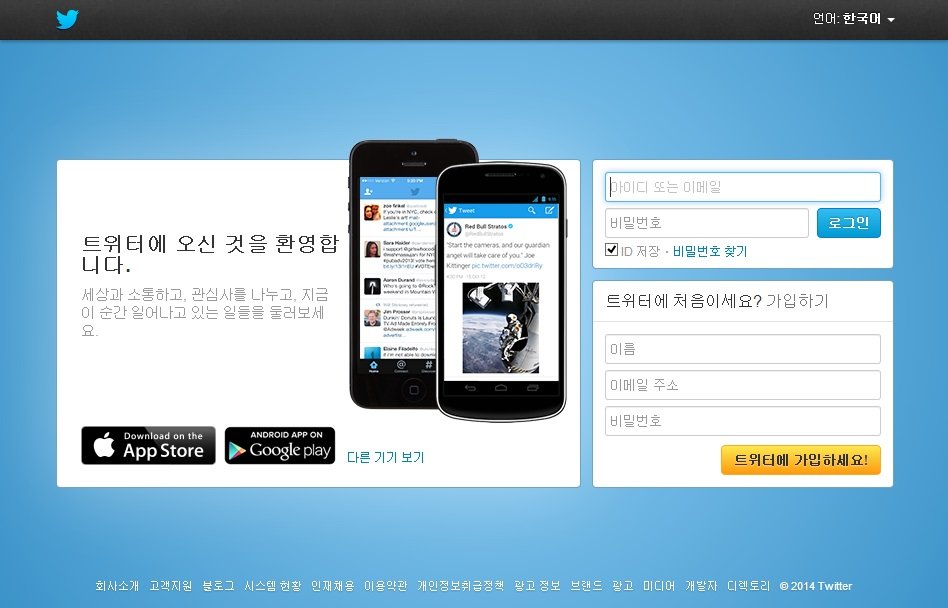 언어: 한국어
트위터에 오신 것을 환영합
니다.
세상과 소통하고, 관심사를 나누고, 지금
이 순간 일어나고 있는 일들을 둘러보세
요.
Download on the
App Store
ANDROID APP ON
Google play
다른 기기 보기
zoe finkel
Sara Haider
Aaron Durand
Jim Prosser
Elaine Filadelfo
Home
Connect
Tweet
Red Bull Stratos
@RedBullStratos
"Start the cameras, and our guardian
angel will take care of you." Joe
Kittinger pic.twitter.com/oO3drlRy
아이디 또는 이메일
비밀번호
로그인
ID 저장 · 비밀번호 찾기
트위터에 처음이세요? 가입하기
이름
이메일 주소
비밀번호
트위터에 가입하세요!
회사소개 고객지원 블로그 시스템 현황 인재채용 이용약관 개인정보취급정책 광고 정보 브랜드 광고 미디어 개발자 디렉토리 © 2014 Twitter